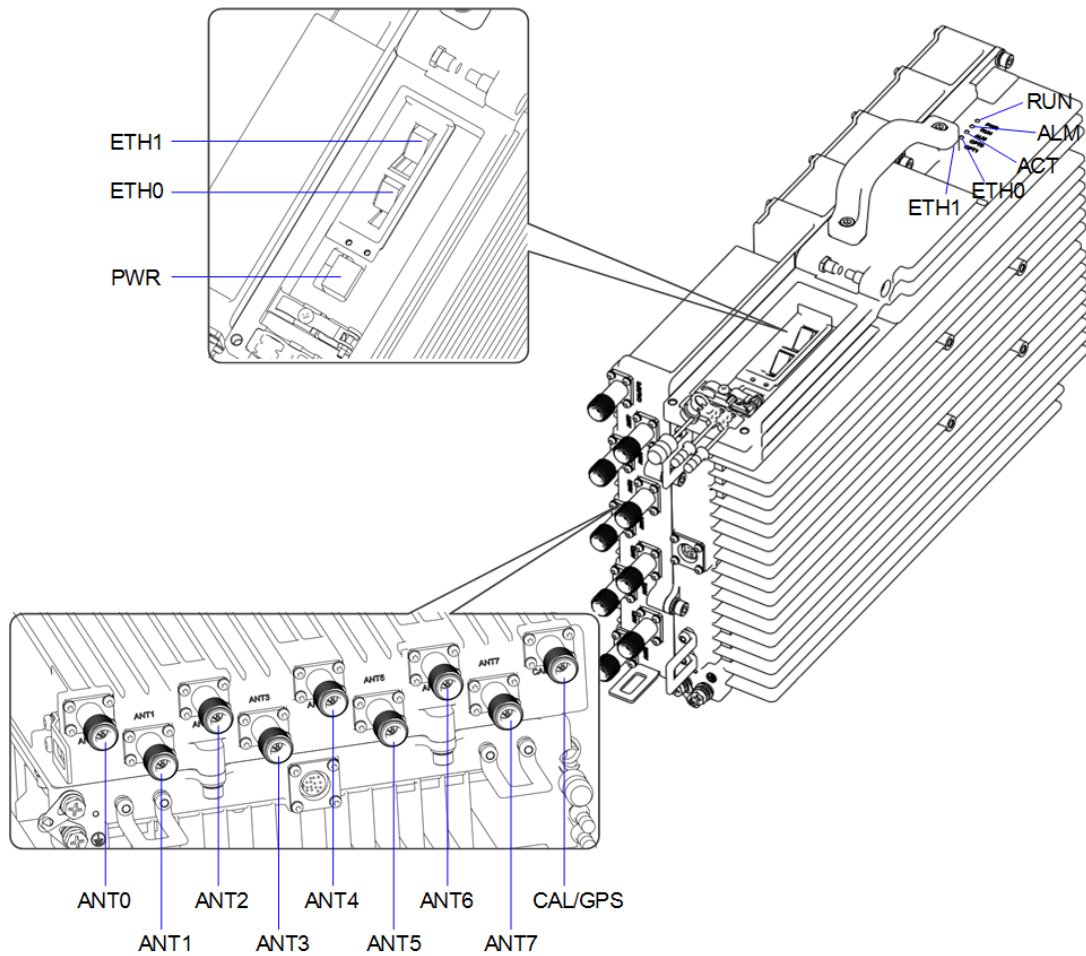 ETH1
ETH0
PWR
RUN
ALM
ACT
ETH0
ETH1
ANT1
ANT3
ANT5
ANT7
ANT0
ANT2
ANT4
ANT6
CAL/GPS
ANT1
ANT3
ANT5
ANT7